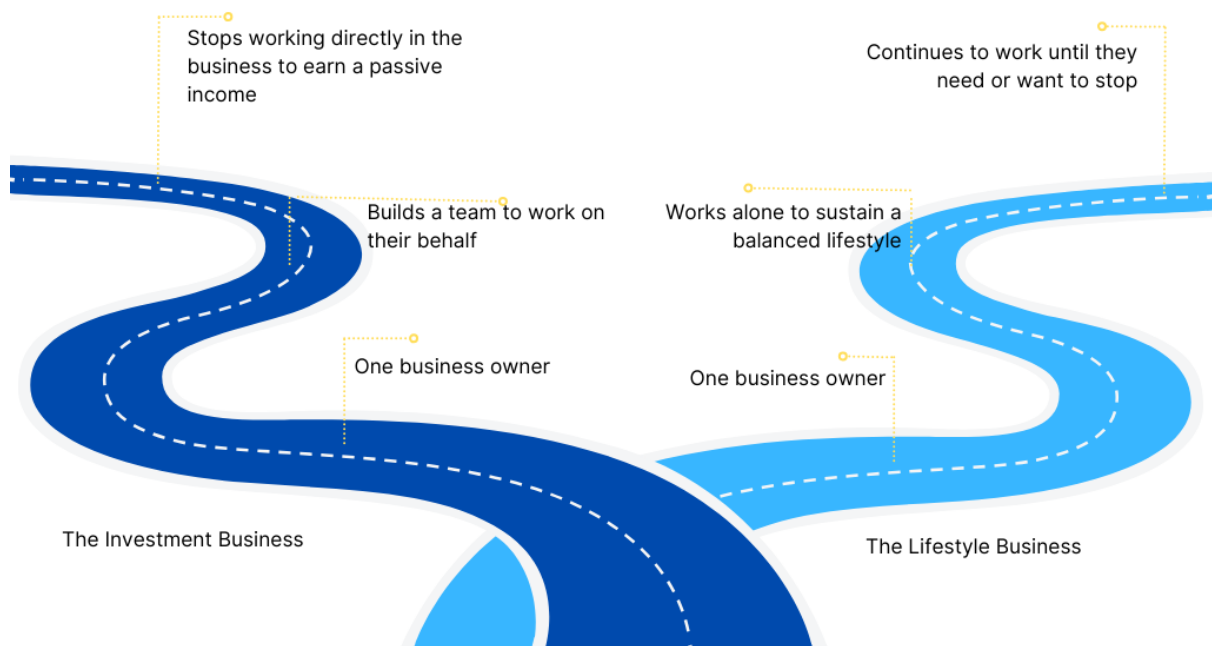 Stops working directly in the
business to earn a passive
income
Builds a team to work on
their behalf
One business owner
The Investment Business
Continues to work until they
need or want to stop
Works alone to sustain a
balanced lifestyle
One business owner
The Lifestyle Business